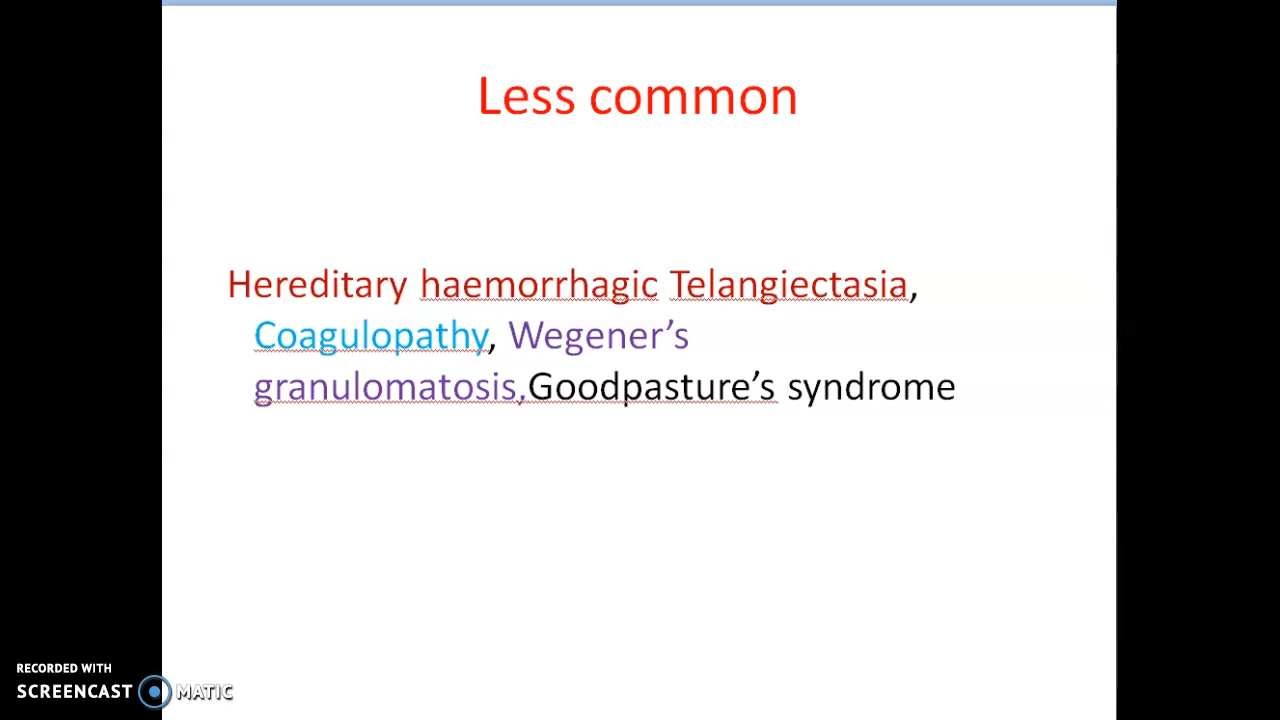 Less common
Hereditary haemorrhagic Telangiectasia,
Coagulopathy, Wegener’s
granulomatosis.Goodpasture’s syndrome
RECORDED WITH
SCREENCAST MATIC